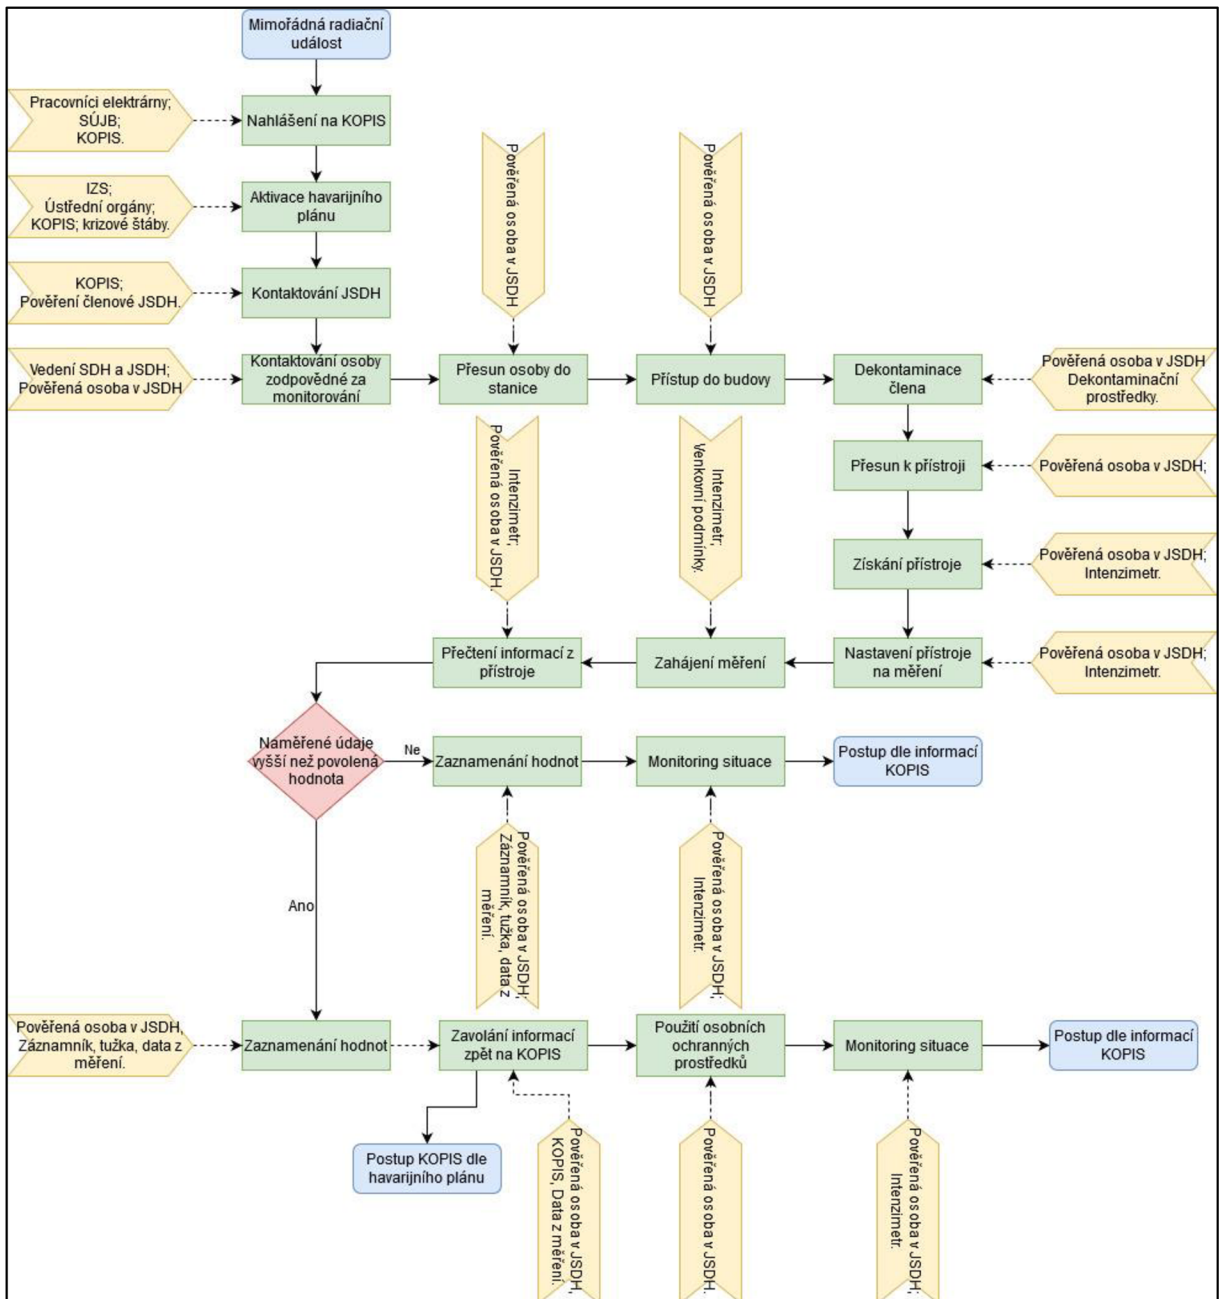 Mimořádná radiační
událost
Pracovníci elektrárny;
SÚJB;
KOPIS.
Nahlášení na KOPIS
IZS;
Ústřední orgány;
KOPIS; krizové štáby.
Aktivace havarijního
plánu
Pověřená osoba v JSDH
Pověřená osoba v JSDH
KOPIS;
Pověření členové JSDH.
Kontaktování JSDH
Vedení SDH a JSDH;
Pověřená osoba v JSDH
Kontaktování osoby
zodpovědné za
monitorování
Přesun osoby do
stanice
Přístup do budovy
Dekontaminace
člena
Pověřená osoba v JSDH
Dekontaminační
prostředky.
Přesun k přístroji
Pověřená osoba v JSDH;
Získání přístroje
Pověřená osoba v JSDH;
Intenzimetr.
Intenzimetr;
Pověřená osoba v JSDH.
Intenzimetr;
Venkovní podmínky.
Přečtení informací z
přístroje
Zahájení měření
Nastavení přístroje
na měření
Pověřená osoba v JSDH;
Intenzimetr.
Naměřené údaje
vyšší než povolená
hodnota
Ne
Zaznamenání hodnot
Monitoring situace
Postup dle informací
KOPIS
Pověřená osoba v JSDH;
Záznamník, tužka, data z
měření.
Pověřená osoba v JSDH;
Intenzimetr.
Ano
Pověřená osoba v JSDH,
Záznamník, tužka, data z
měření.
Zaznamenání hodnot
Zavolání informací
zpět na KOPIS
Použití osobních
ochranných
prostředků
Monitoring situace
Postup dle informací
KOPIS
Postup KOPIS dle
havarijního plánu
Pověřená osoba v JSDH,
KOPIS, Data z měření.
Pověřená osoba v JSDH.
Pověřená osoba v JSDH;
Intenzimetr.